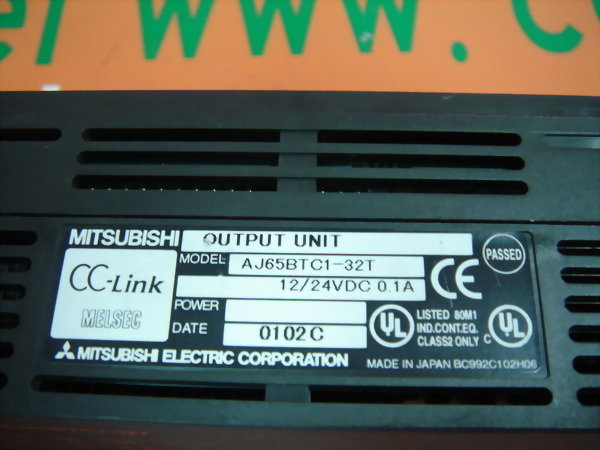 www.c
MITSUBISHI OUTPUT UNIT
PASSED
MODEL AJ65BTC1-32T
CC-Link
12/24VDC 0.1A
CE
MELSEC
POWER
DATE 0102C
UL LISTED 80M1
IND.CONT.EQ.
CLASS2 ONLY C UL
MITSUBISHI ELECTRIC CORPORATION
MADE IN JAPAN BC992C102H06